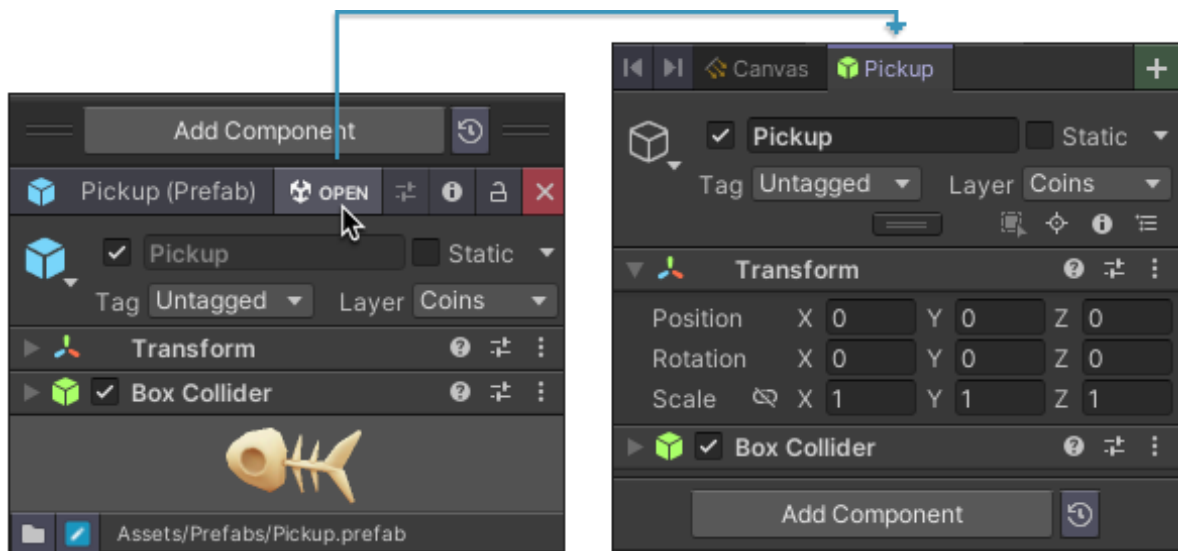 Add Component
Pickup (Prefab) OPEN
Pickup Static
Tag Untagged Layer Coins
Transform
Box Collider
Assets/Prefabs/Pickup.prefab
Canvas Pickup
Pickup Static
Tag Untagged Layer Coins
Transform
Position X 0 Y 0 Z 0
Rotation X 0 Y 0 Z 0
Scale X 1 Y 1 Z 1
Box Collider
Add Component